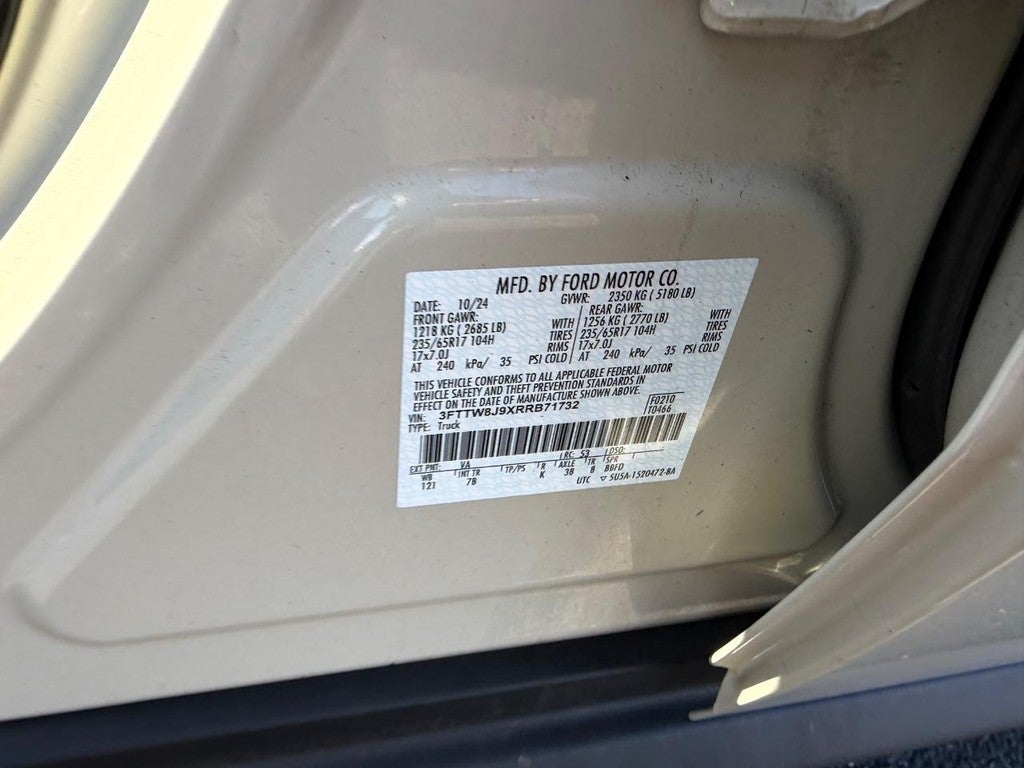 MFD. BY FORD MOTOR CO.
DATE: 10/24 GVWR: 2350 KG ( 5180 LB)
FRONT GAWR: REAR GAWR:
1218 KG ( 2685 LB) WITH 1256 KG ( 2770 LB) WITH
235/65R17 104H TIRES 235/65R17 104H TIRES
17x7.0J RIMS 17x7.0J RIMS
AT 240 kPa/ 35 PSI COLD AT 240 kPa/ 35 PSI COLD
THIS VEHICLE CONFORMS TO ALL APPLICABLE FEDERAL MOTOR
VEHICLE SAFETY AND THEFT PREVENTION STANDARDS IN
EFFECT ON THE DATE OF MANUFACTURE SHOWN ABOVE.
VIN: 3FTTW8J9XRRB71732 F0210
TYPE: Truck T0466
EXT PNT: VA RC: 53 DSO:
WB INT TR TP/PS R AXLE TR SPR
121 7B K 3B B BBFD
UTC ▽ 5U5A-1520472-BA